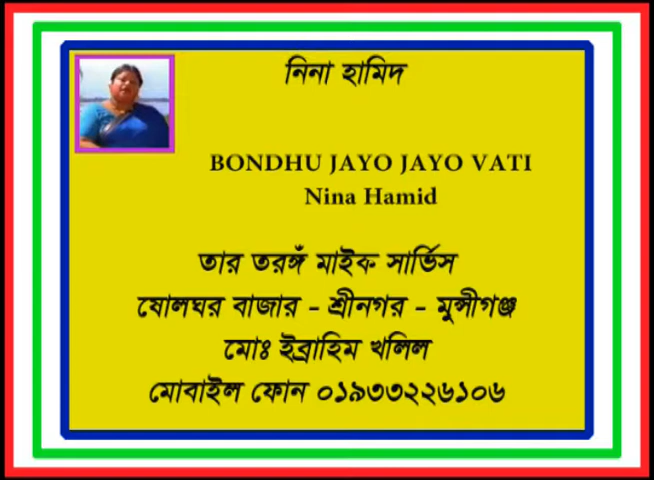 নিনা হামিদ
BONDHU JAYO JAYO VATI
Nina Hamid
তার তরঙ্গঁ মাইক সার্ভিস
ষোলঘর বাজার - শ্রীনগর - মুন্সীগঞ্জ
মোঃ ইব্রাহিম খলিল
মোবাইল ফোন ০১৯৩৩২২৬১০৬